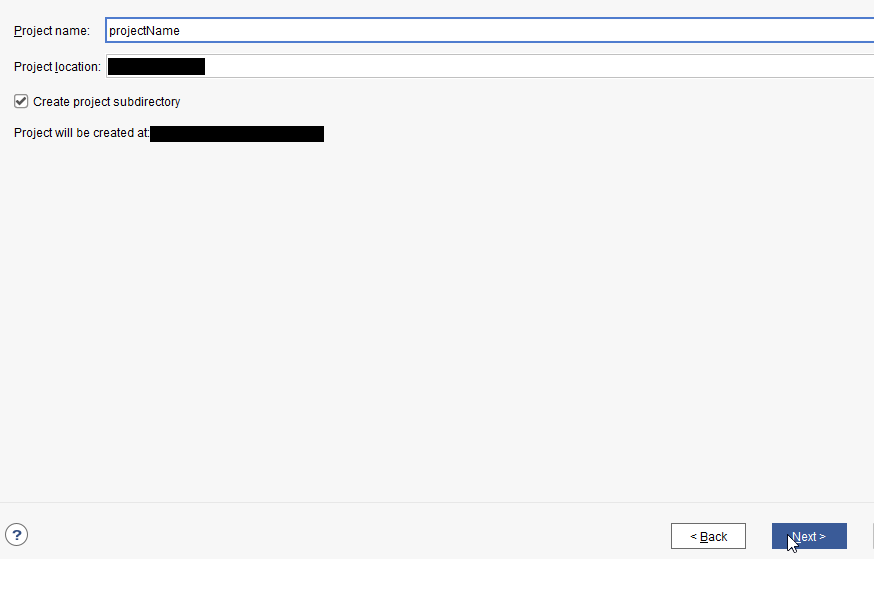 Project name: projectName
Project location:
Create project subdirectory
Project will be created at:
?
< Back Next >